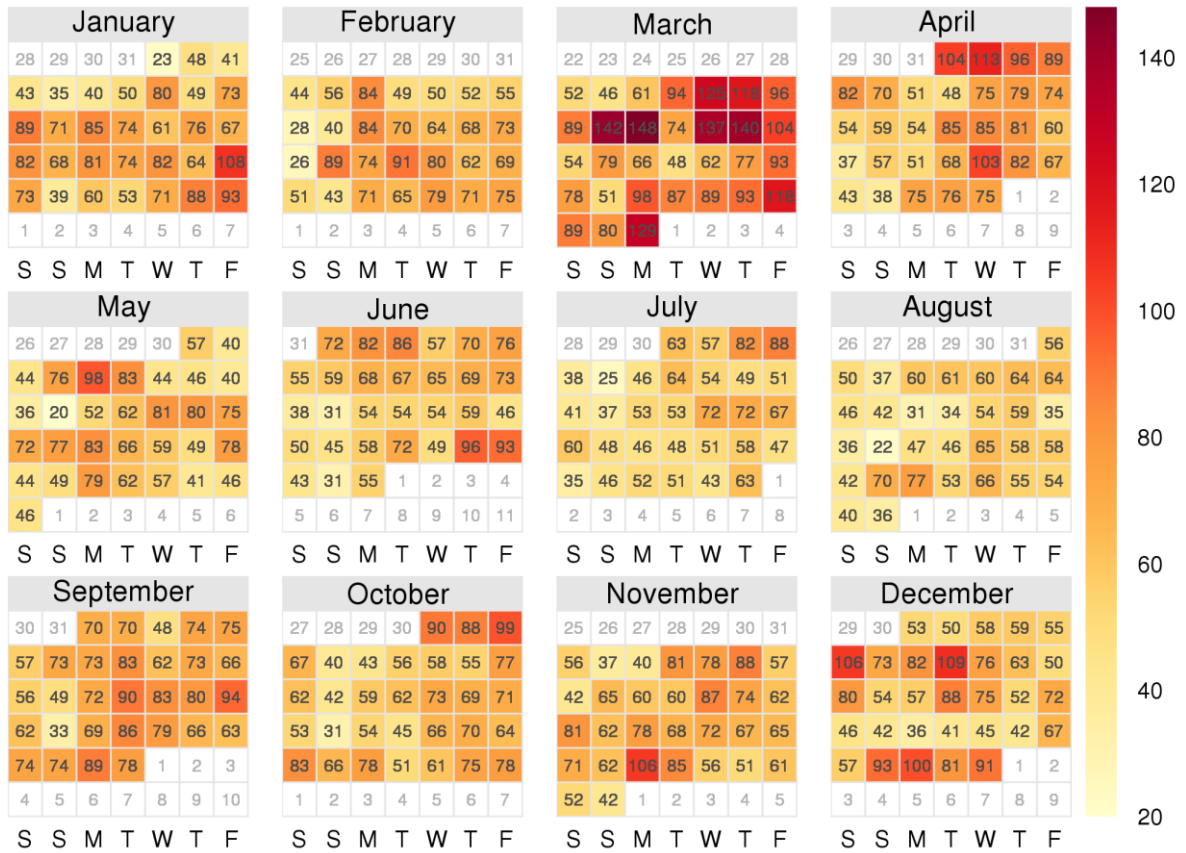 January
28 29 30 31 23 48 41
43 35 40 50 80 49 73
89 71 85 74 61 76 67
82 68 81 74 82 64 108
73 39 60 53 71 88 93
1 2 3 4 5 6 7
S S M T W T F
February
25 26 27 28 29 30 31
44 56 84 49 50 52 55
28 40 84 70 64 68 73
26 89 74 91 80 62 69
51 43 71 65 79 71 75
1 2 3 4 5 6 7
S S M T W T F
March
22 23 24 25 26 27 28
52 46 61 94 125 118 96
89 142 148 74 137 140 104
54 79 66 48 62 77 93
78 51 98 87 89 93 118
89 80 129 1 2 3 4
S S M T W T F
April
29 30 31 104 113 96 89
82 70 51 48 75 79 74
54 59 54 85 85 81 60
37 57 51 68 103 82 67
43 38 75 76 75 1 2
3 4 5 6 7 8 9
S S M T W T F
May
26 27 28 29 30 57 40
44 76 98 83 44 46 40
36 20 52 62 81 80 75
72 77 83 66 59 49 78
44 49 79 62 57 41 46
46 1 2 3 4 5 6
S S M T W T F
June
31 72 82 86 57 70 76
55 59 68 67 65 69 73
38 31 54 54 54 59 46
50 45 58 72 49 96 93
43 31 55 1 2 3 4
5 6 7 8 9 10 11
S S M T W T F
July
28 29 30 63 57 82 88
38 25 46 64 54 49 51
41 37 53 53 72 72 67
60 48 46 48 51 58 47
35 46 52 51 43 63 1
2 3 4 5 6 7 8
S S M T W T F
August
26 27 28 29 30 31 56
50 37 60 61 60 64 64
46 42 31 34 54 59 35
36 22 47 46 65 58 58
42 70 77 53 66 55 54
40 36 1 2 3 4 5
S S M T W T F
September
30 31 70 70 48 74 75
57 73 73 83 62 73 66
56 49 72 90 83 80 94
62 33 69 86 79 66 63
74 74 89 78 1 2 3
4 5 6 7 8 9 10
S S M T W T F
October
27 28 29 30 90 88 99
67 40 43 56 58 55 77
62 42 59 62 73 69 71
53 31 54 45 66 70 64
83 66 78 51 61 75 78
1 2 3 4 5 6 7
S S M T W T F
November
25 26 27 28 29 30 31
56 37 40 81 78 88 57
42 65 60 60 87 74 62
81 62 78 68 72 67 65
71 62 106 85 56 51 61
52 42 1 2 3 4 5
S S M T W T F
December
29 30 53 50 58 59 55
106 73 82 109 76 63 50
80 54 57 88 75 52 72
46 42 36 41 45 42 67
57 93 100 81 91 1 2
3 4 5 6 7 8 9
S S M T W T F
140
120
100
80
60
40
20